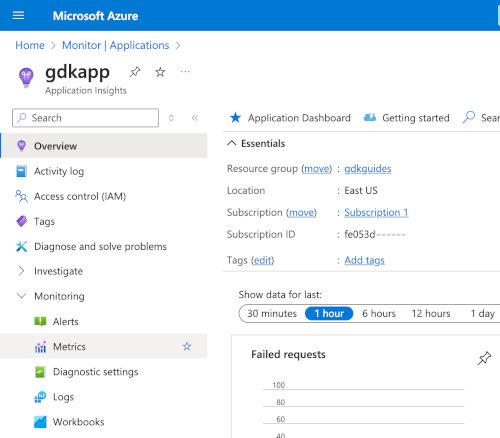 Microsoft Azure
Home > Monitor | Applications >
gdkapp
Application Insights
Search
Overview
Activity log
Access control (IAM)
Tags
Diagnose and solve problems
Investigate
Monitoring
Alerts
Metrics
Diagnostic settings
Logs
Workbooks
Application Dashboard Getting started Sear
Essentials
Resource group (move) : gdkguides
Location : East US
Subscription (move) : Subscription 1
Subscription ID : fe053d------
Tags (edit) : Add tags
Show data for last:
30 minutes 1 hour 6 hours 12 hours 1 day
Failed requests
100
80
60
40